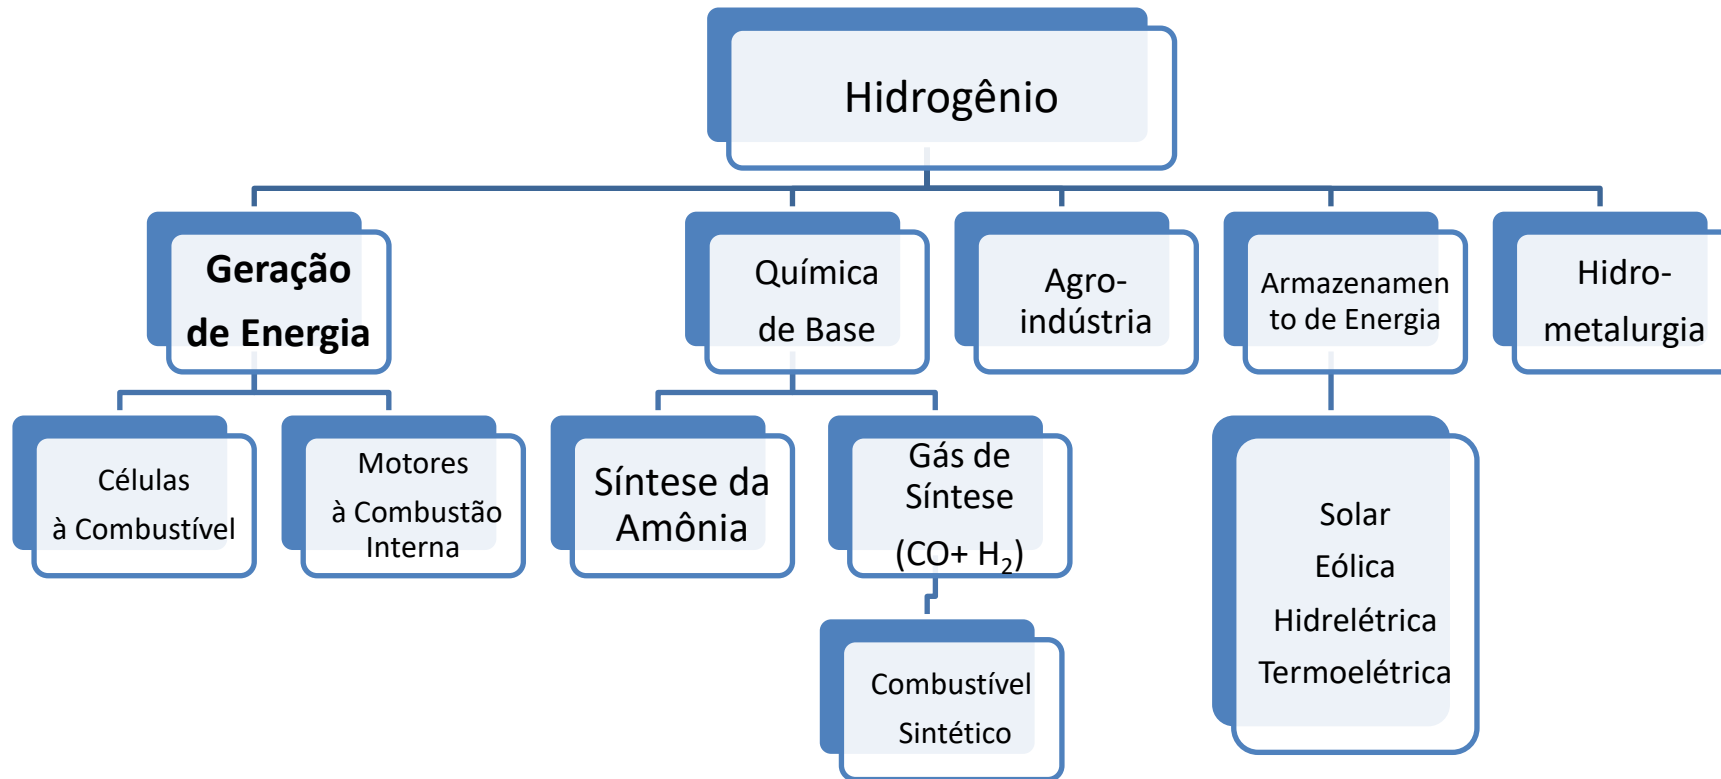 Hidrogênio
Geração
de Energia
Química
de Base
Agro-
indústria
Armazenamen
to de Energia
Hidro-
metalurgia
Células
à Combustível
Motores
à Combustão
Interna
Síntese da
Amônia
Gás de
Síntese
(CO+ H₂)
Solar
Eólica
Hidrelétrica
Termoelétrica
Combustível
Sintético